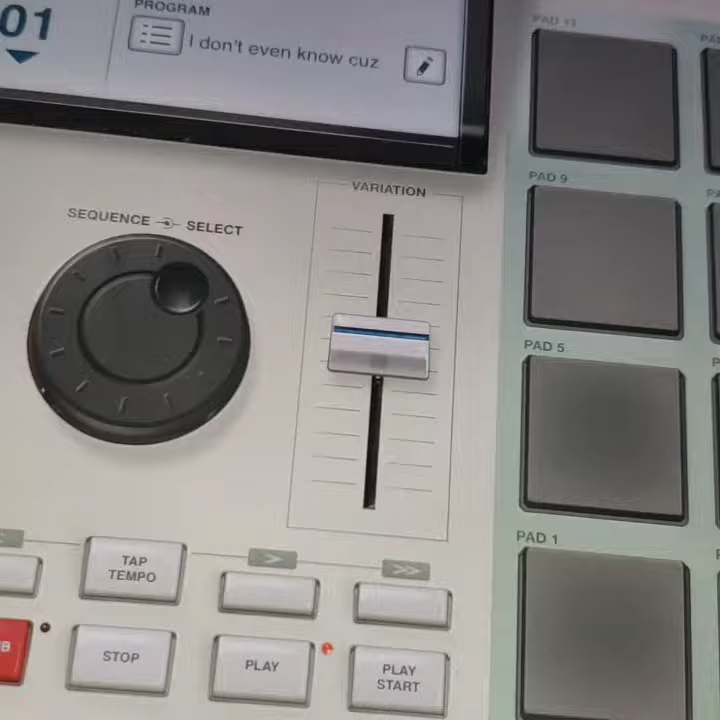 01
PROGRAM
I don't even know cuz
SEQUENCE SELECT
VARIATION
PAD 13
PAD 9
PAD 5
PAD 1
TAP
TEMPO
>
>>
STOP
PLAY
PLAY
START